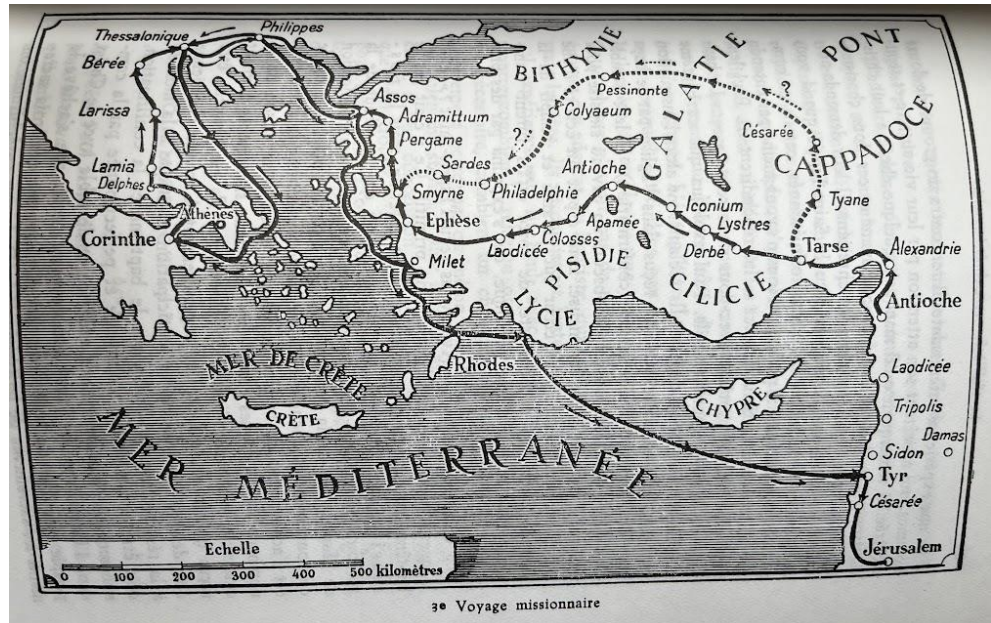 Thessalonique
Philippes
Bérée
BITHYNIE
GALATIE
PONT
Pessinonte
?
Larissa
Assos
Adramittium
Colyaeum
Pergame
?
Césarée
CAPPADOCE
Lamia
Delphes
Sardes
Antioche
Smyrne
Philadelphie
Tyane
Athènes
Iconium
Corinthe
Ephèse
Apamée
Lystres
Colosses
Laodicée
Derbé
Tarse
Alexandrie
Milet
PISIDIE
CILICIE
LYCIE
Antioche
MER DE CRÈTE
Rhodes
Laodicée
CHYPRE
CRÈTE
Tripolis
Damas
MER MÉDITERRANÉE
Sidon
Tyr
Césarée
Echelle
Jérusalem
0 100 200 300 400 500 kilomètres
3e Voyage missionnaire